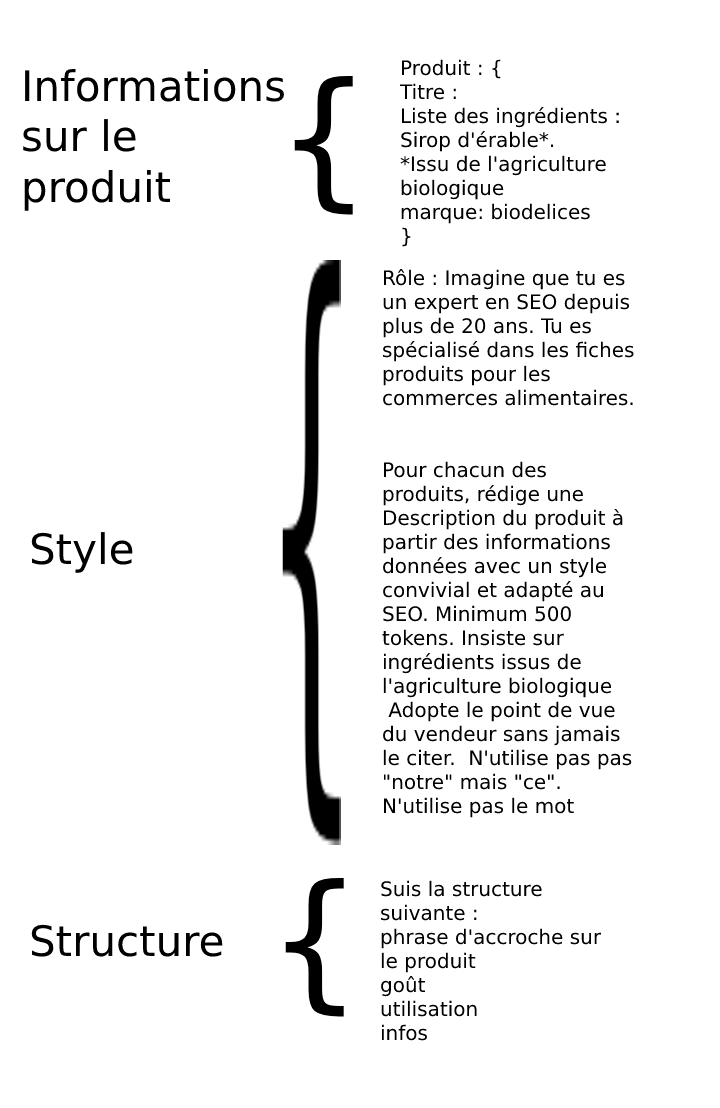 Informations
sur le
produit
Produit : {
Titre :
Liste des ingrédients :
Sirop d'érable*.
*Issu de l'agriculture
biologique
marque: biodelices
}
Style
Rôle : Imagine que tu es
un expert en SEO depuis
plus de 20 ans. Tu es
spécialisé dans les fiches
produits pour les
commerces alimentaires.
Pour chacun des
produits, rédige une
Description du produit à
partir des informations
données avec un style
convivial et adapté au
SEO. Minimum 500
tokens. Insiste sur
ingrédients issus de
l'agriculture biologique
Adopte le point de vue
du vendeur sans jamais
le citer.  N'utilise pas pas
"notre" mais "ce".
N'utilise pas le mot
Structure
Suis la structure
suivante :
phrase d'accroche sur
le produit
goût
utilisation
infos